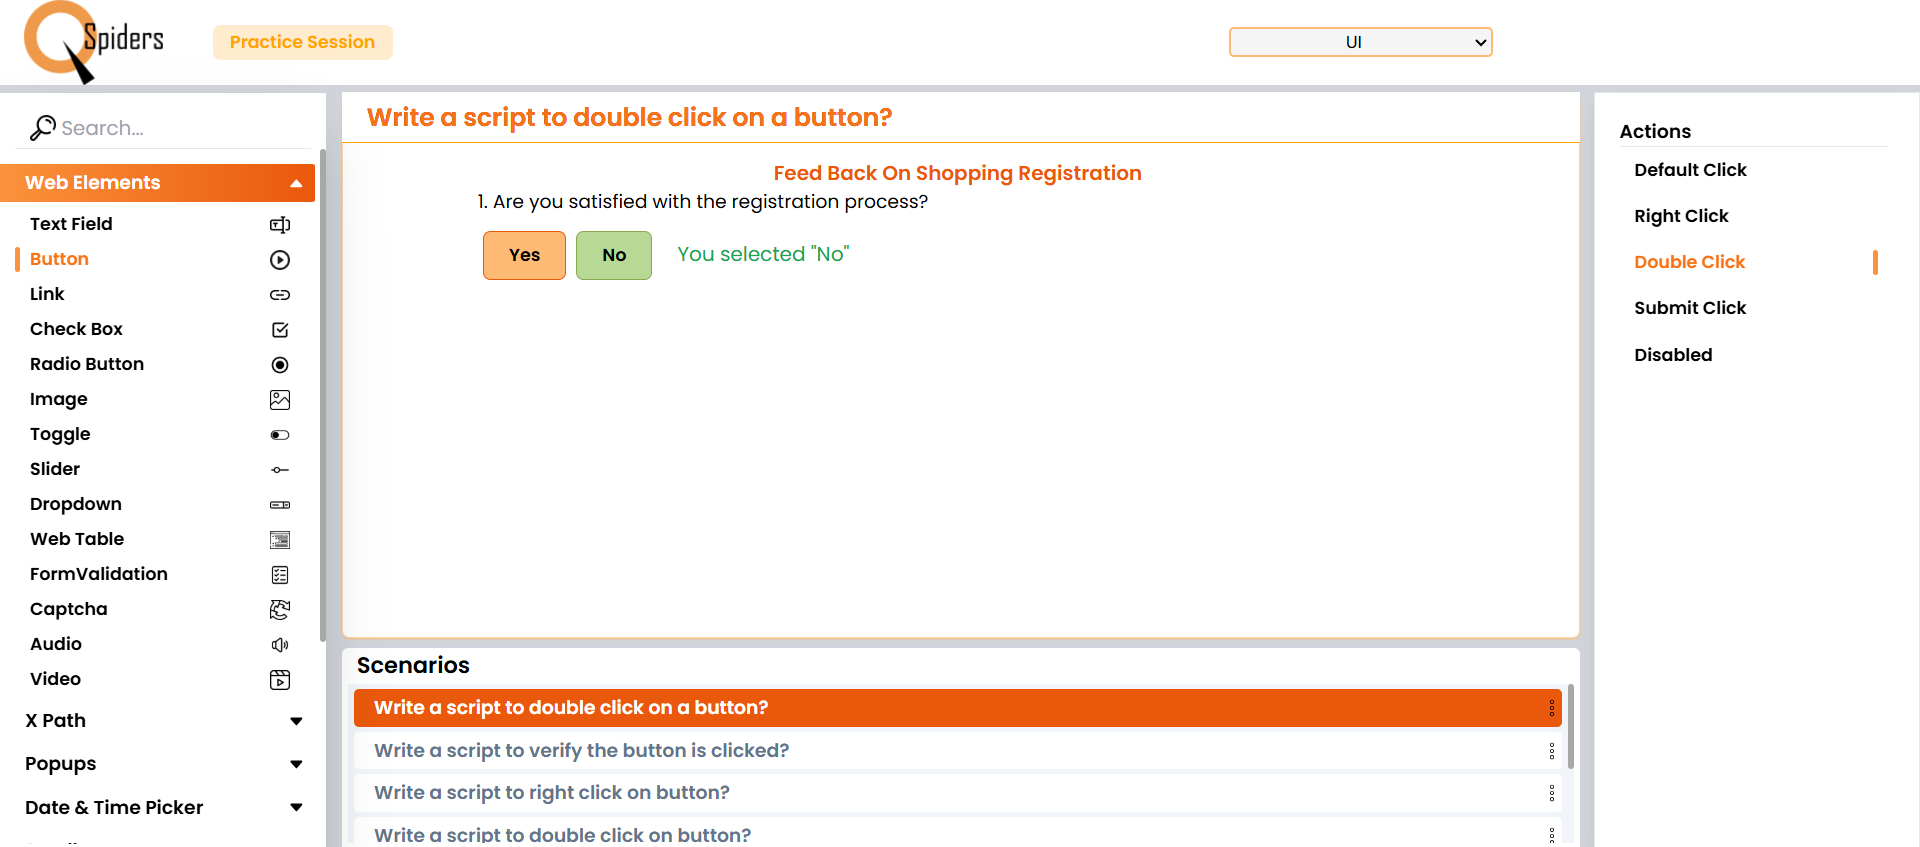 Spiders
Practice Session
UI
Search...
Web Elements
Text Field
Button
Link
Check Box
Radio Button
Image
Toggle
Slider
Dropdown
Web Table
FormValidation
Captcha
Audio
Video
X Path
Popups
Date & Time Picker
Write a script to double click on a button?
Feed Back On Shopping Registration
1. Are you satisfied with the registration process?
Yes
No
You selected "No"
Scenarios
Write a script to double click on a button?
Write a script to verify the button is clicked?
Write a script to right click on button?
Write a script to double click on button?
Actions
Default Click
Right Click
Double Click
Submit Click
Disabled